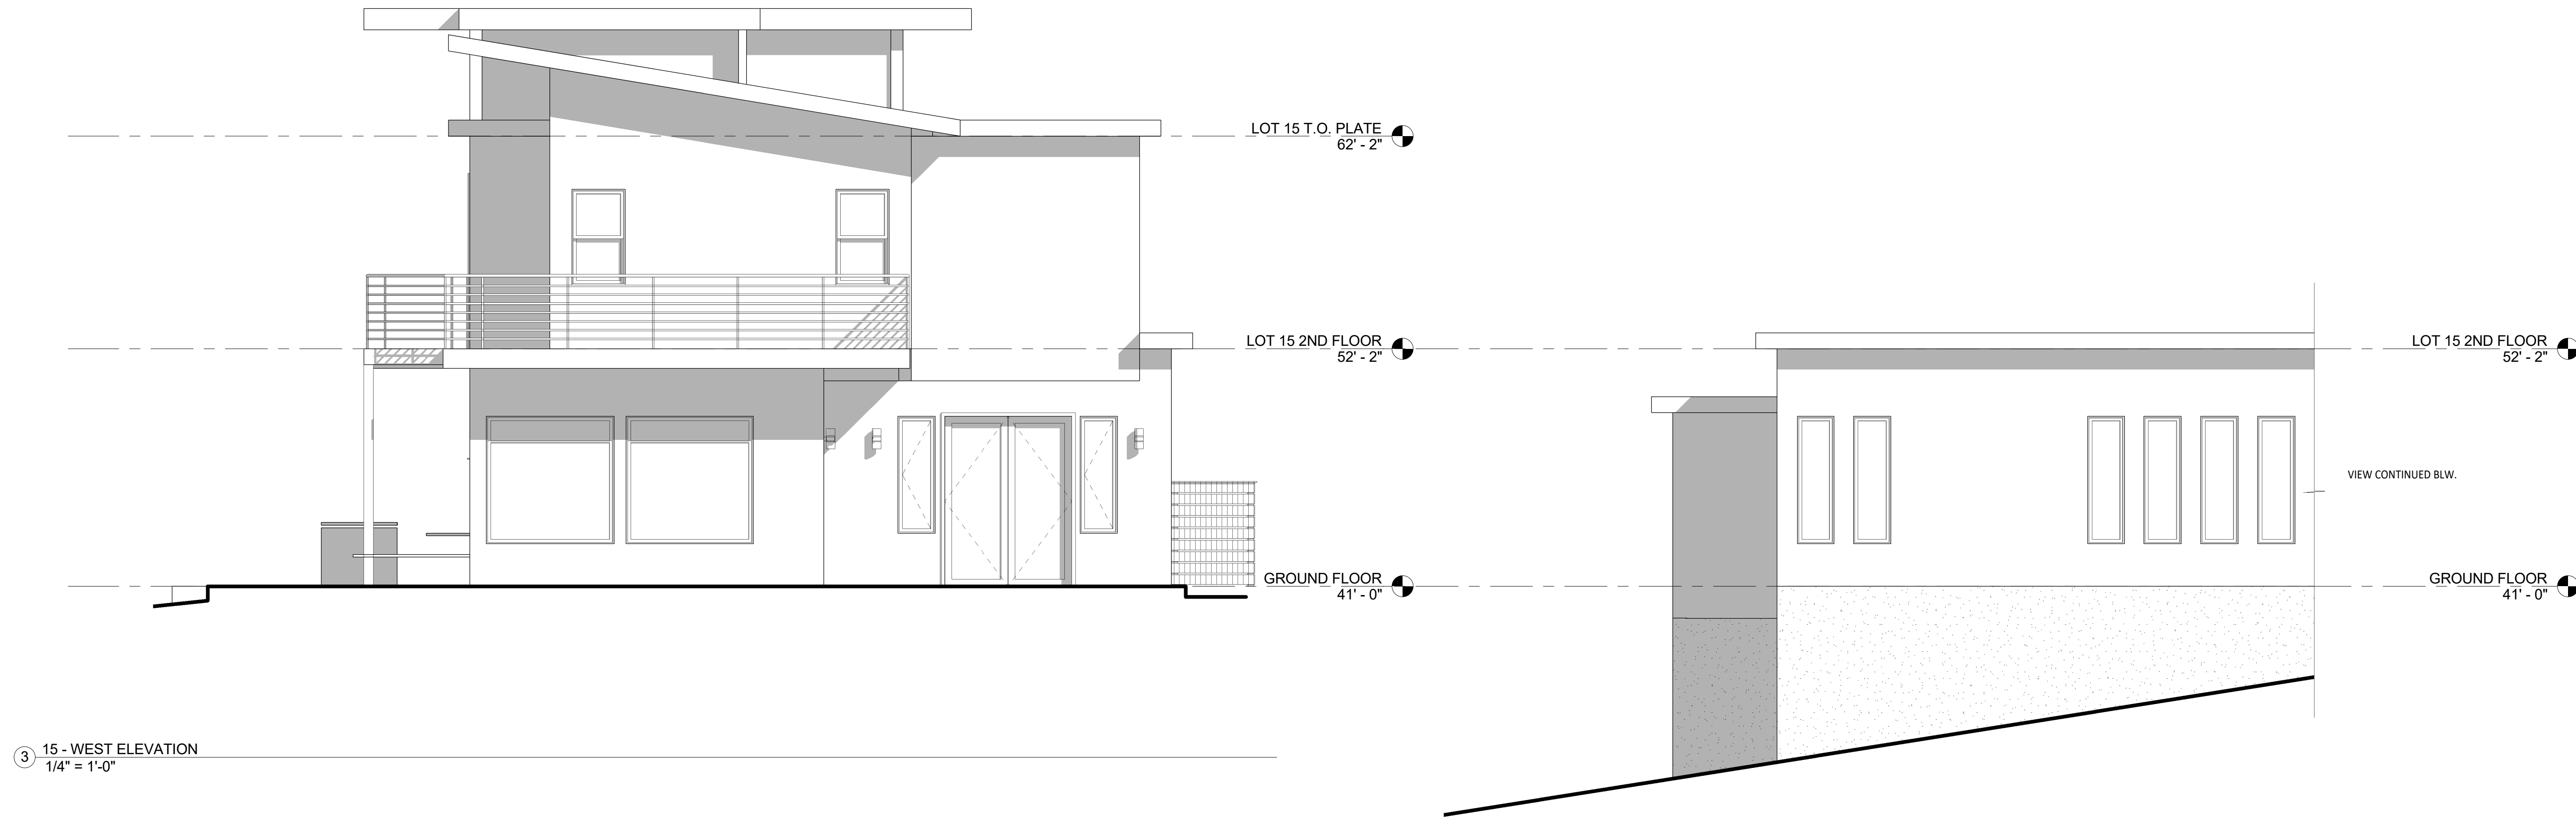 LOT 15 T.O. PLATE
62' - 2"
LOT 15 2ND FLOOR
52' - 2"
GROUND FLOOR
41' - 0"
LOT 15 2ND FLOOR
52' - 2"
VIEW CONTINUED BLW.
GROUND FLOOR
41' - 0"
3
15 - WEST ELEVATION
1/4" = 1'-0"